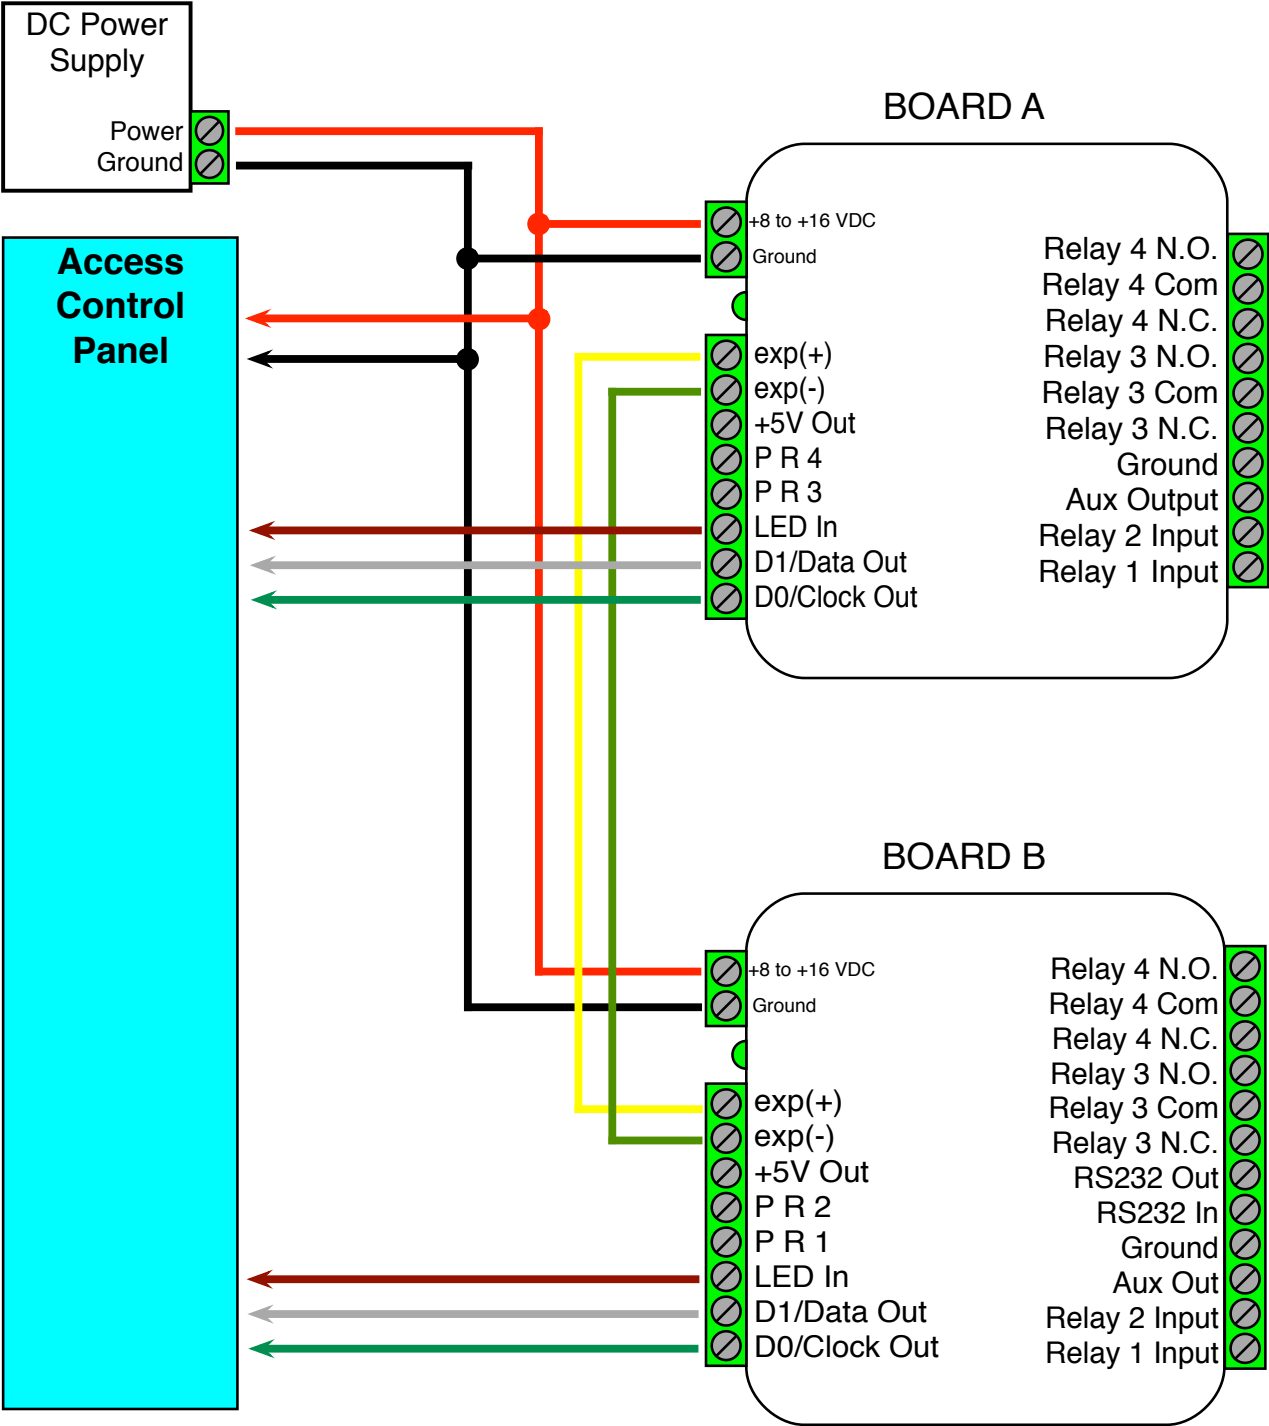 DC Power
Supply
Power
Ground
Access
Control
Panel
BOARD A
+8 to +16 VDC
Ground
exp(+)
exp(-)
+5V Out
P R 4
P R 3
LED In
D1/Data Out
D0/Clock Out
Relay 4 N.O.
Relay 4 Com
Relay 4 N.C.
Relay 3 N.O.
Relay 3 Com
Relay 3 N.C.
Ground
Aux Output
Relay 2 Input
Relay 1 Input
BOARD B
+8 to +16 VDC
Ground
exp(+)
exp(-)
+5V Out
P R 2
P R 1
LED In
D1/Data Out
D0/Clock Out
Relay 4 N.O.
Relay 4 Com
Relay 4 N.C.
Relay 3 N.O.
Relay 3 Com
Relay 3 N.C.
RS232 Out
RS232 In
Ground
Aux Out
Relay 2 Input
Relay 1 Input